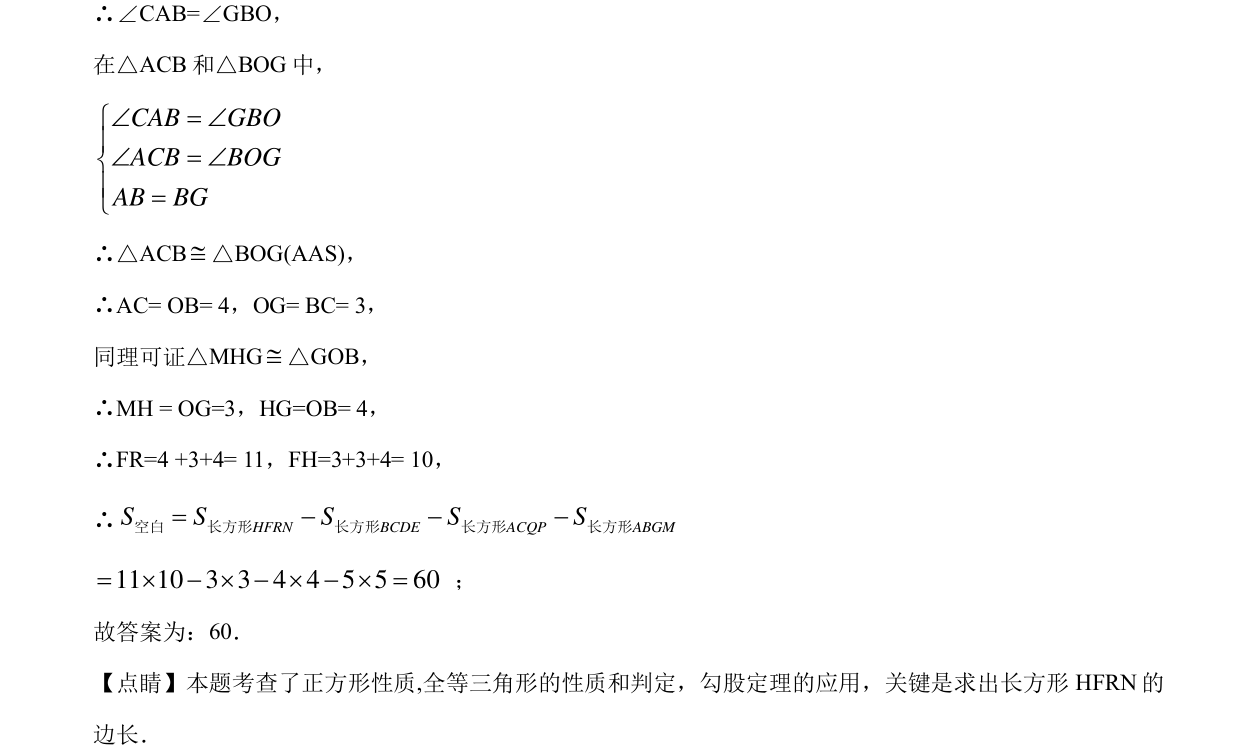 ∴∠CAB=∠GBO，
在△ACB 和△BOG 中，
∠CAB = ∠GBO
∠ACB = ∠BOG
AB = BG
∴△ACB≅△BOG(AAS)，
∴AC= OB= 4，OG= BC= 3，
同理可证△MHG≅△GOB，
∴MH = OG=3，HG=OB= 4，
∴FR=4 +3+4= 11，FH=3+3+4= 10，
∴ S空白 = S长方形HFRN − S长方形BCDE − S长方形ACQP − S长方形ABGM
=11×10−3×3−4×4−5×5=60 ；
故答案为：60．
【点睛】本题考查了正方形性质,全等三角形的性质和判定，勾股定理的应用，关键是求出长方形 HFRN 的
边长．